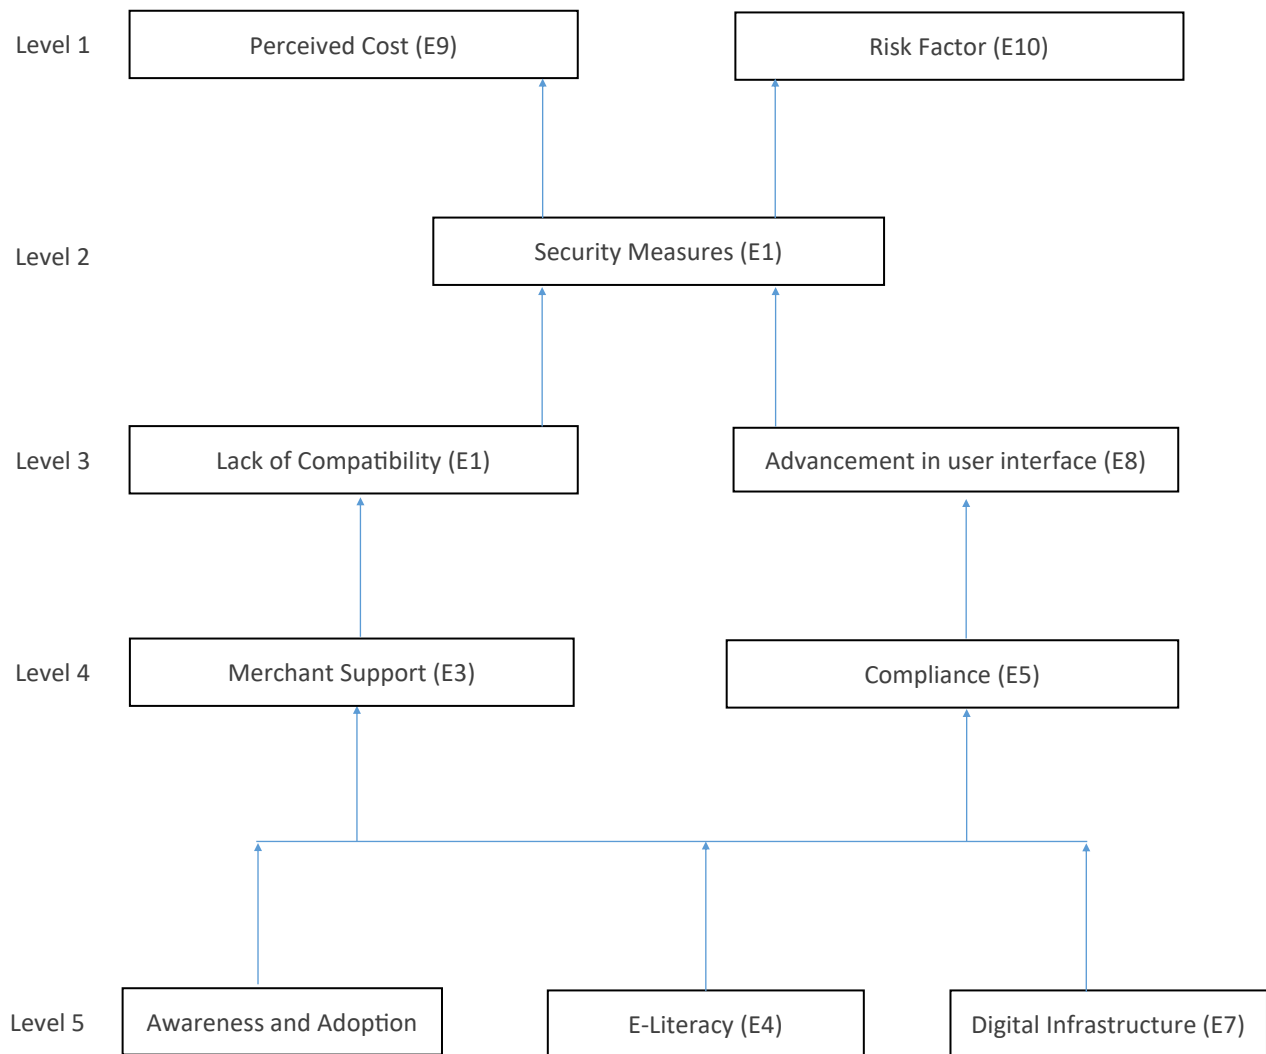 Level 1
Perceived Cost (E9)
Risk Factor (E10)
Level 2
Security Measures (E1)
Level 3
Lack of Compatibility (E1)
Advancement in user interface (E8)
Level 4
Merchant Support (E3)
Compliance (E5)
Level 5
Awareness and Adoption
E-Literacy (E4)
Digital Infrastructure (E7)